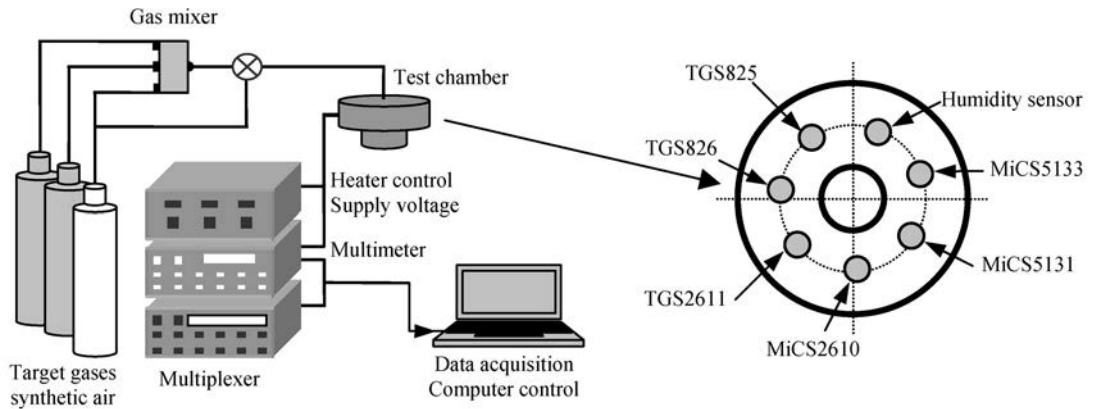 Gas mixer
Test chamber
Heater control
Supply voltage
Multimeter
Multiplexer
Target gases
synthetic air
Data acquisition
Computer control
TGS825
Humidity sensor
TGS826
MiCS5133
TGS2611
MiCS5131
MiCS2610